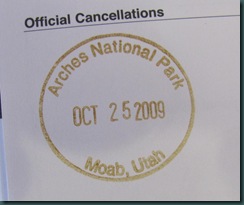 Official Cancellations
Arches National Park
OCT 25 2009
Moab, Utah